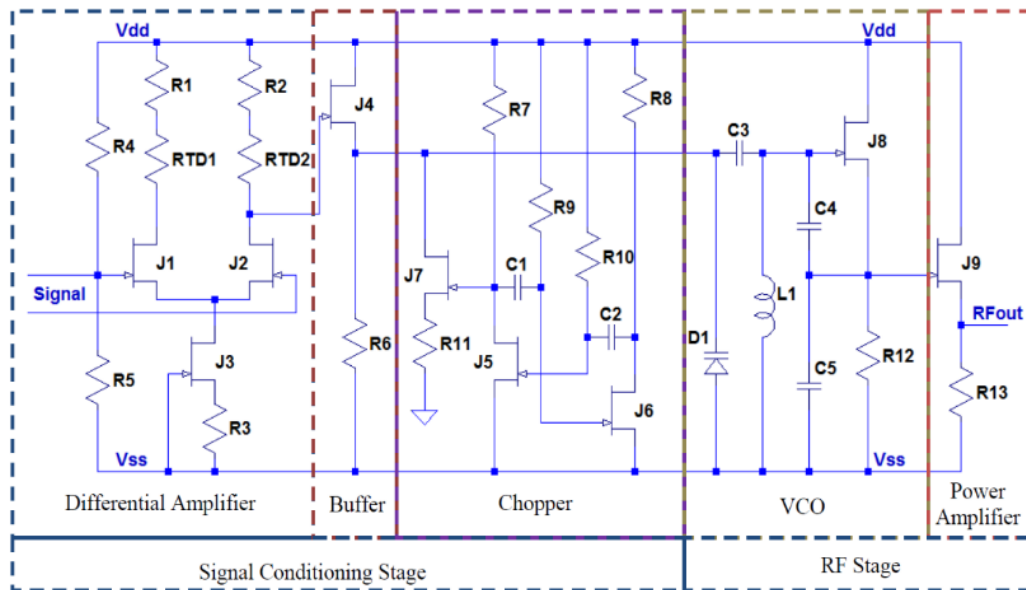 Vdd
Vdd
R1
R2
J4
R7
R8
C3
J8
R4
RTD1
RTD2
R9
C4
J1
J2
R10
J9
Signal
J7
C1
L1
RFout
C2
D1
R12
J3
R11
R6
J5
R5
C5
R13
J6
R3
Vss
Vss
Differential Amplifier
Buffer
Chopper
VCO
Power
Amplifier
Signal Conditioning Stage
RF Stage